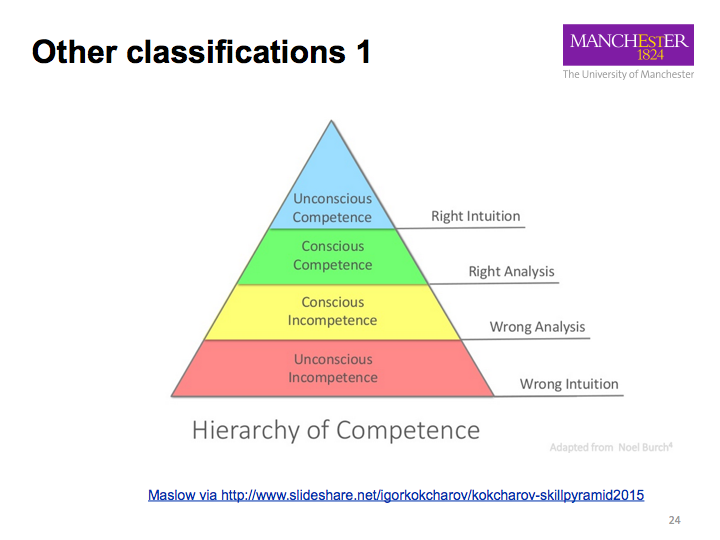 Other classifications 1
MANCHEstER
1824
The University of Manchester
Unconscious
Competence
Right Intuition
Conscious
Competence
Right Analysis
Conscious
Incompetence
Wrong Analysis
Unconscious
Incompetence
Wrong Intuition
Hierarchy of Competence
Adapted from Noel Burch⁴
Maslow via http://www.slideshare.net/igorkokcharov/kokcharov-skillpyramid2015
24